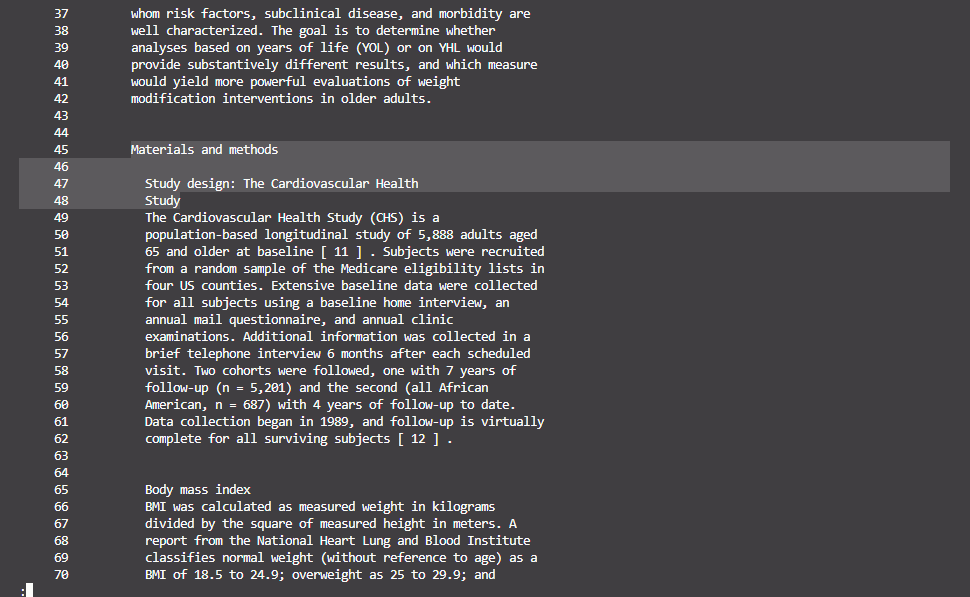 37 whom risk factors, subclinical disease, and morbidity are
38 well characterized. The goal is to determine whether
39 analyses based on years of life (YOL) or on YHL would
40 provide substantively different results, and which measure
41 would yield more powerful evaluations of weight
42 modification interventions in older adults.
43
44
45 Materials and methods
46
47 Study design: The Cardiovascular Health
48 Study
49 The Cardiovascular Health Study (CHS) is a
50 population-based longitudinal study of 5,888 adults aged
51 65 and older at baseline [ 11 ] . Subjects were recruited
52 from a random sample of the Medicare eligibility lists in
53 four US counties. Extensive baseline data were collected
54 for all subjects using a baseline home interview, an
55 annual mail questionnaire, and annual clinic
56 examinations. Additional information was collected in a
57 brief telephone interview 6 months after each scheduled
58 visit. Two cohorts were followed, one with 7 years of
59 follow-up (n = 5,201) and the second (all African
60 American, n = 687) with 4 years of follow-up to date.
61 Data collection began in 1989, and follow-up is virtually
62 complete for all surviving subjects [ 12 ] .
63
64
65 Body mass index
66 BMI was calculated as measured weight in kilograms
67 divided by the square of measured height in meters. A
68 report from the National Heart Lung and Blood Institute
69 classifies normal weight (without reference to age) as a
70 BMI of 18.5 to 24.9; overweight as 25 to 29.9; and
: